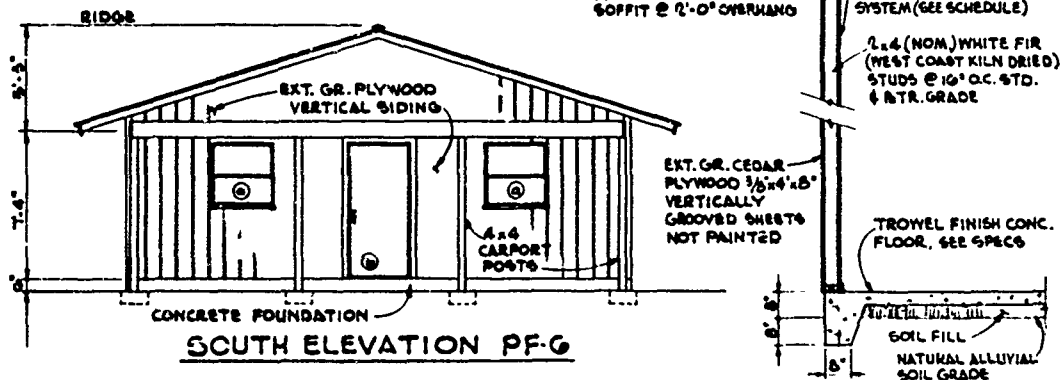 RIDGE
EXT. GR. PLYWOOD
VERTICAL SIDING
7'-4"
8"
a
a
b
4x4
CARPORT
POSTS
CONCRETE FOUNDATION
SOUTH ELEVATION PF-6
SOFFIT @ 2'-0" OVERHANG
SYSTEM (SEE SCHEDULE)
2x4 (NOM.) WHITE FIR
(WEST COAST KILN DRIED)
STUDS @ 16" O.C. STD.
& BTR. GRADE
EXT. GR. CEDAR
PLYWOOD 3/8"x4'x8"
VERTICALLY
GROOVED SHEETS
NOT PAINTED
TROWEL FINISH CONC.
FLOOR, SEE SPECS
8"
8"
8"
SOIL FILL
NATURAL ALLUVIAL
SOIL GRADE